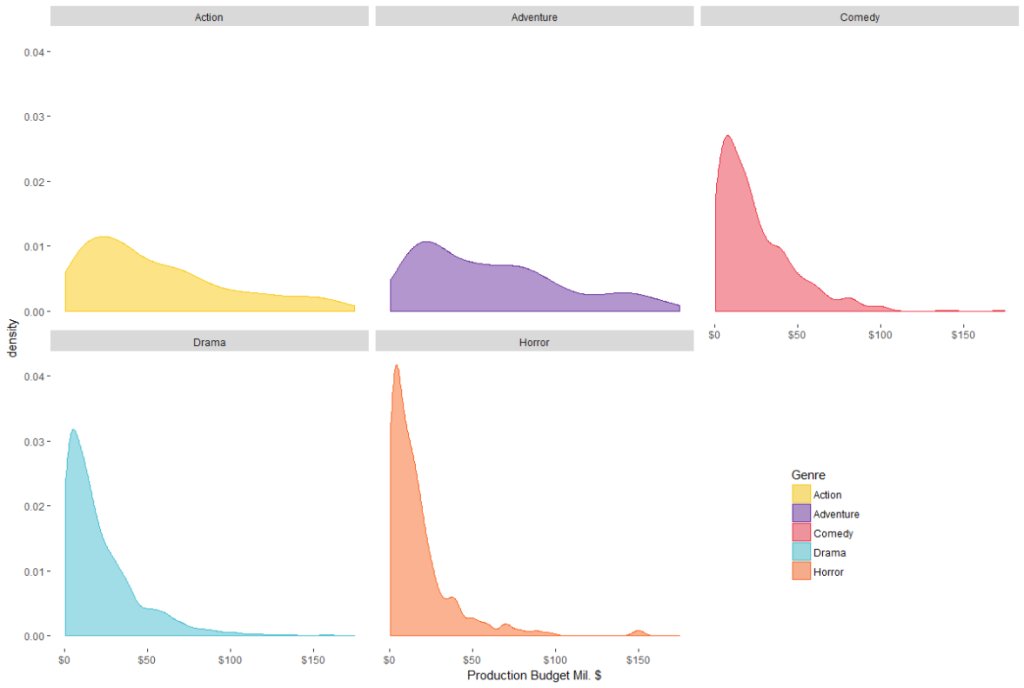 Action
Adventure
Comedy
0.04
0.03
0.02
0.01
0.00
$0 $50 $100 $150
density
Drama
Horror
0.04
0.03
0.02
0.01
0.00
$0 $50 $100 $150
$0 $50 $100 $150
Production Budget Mil. $
Genre
Action
Adventure
Comedy
Drama
Horror